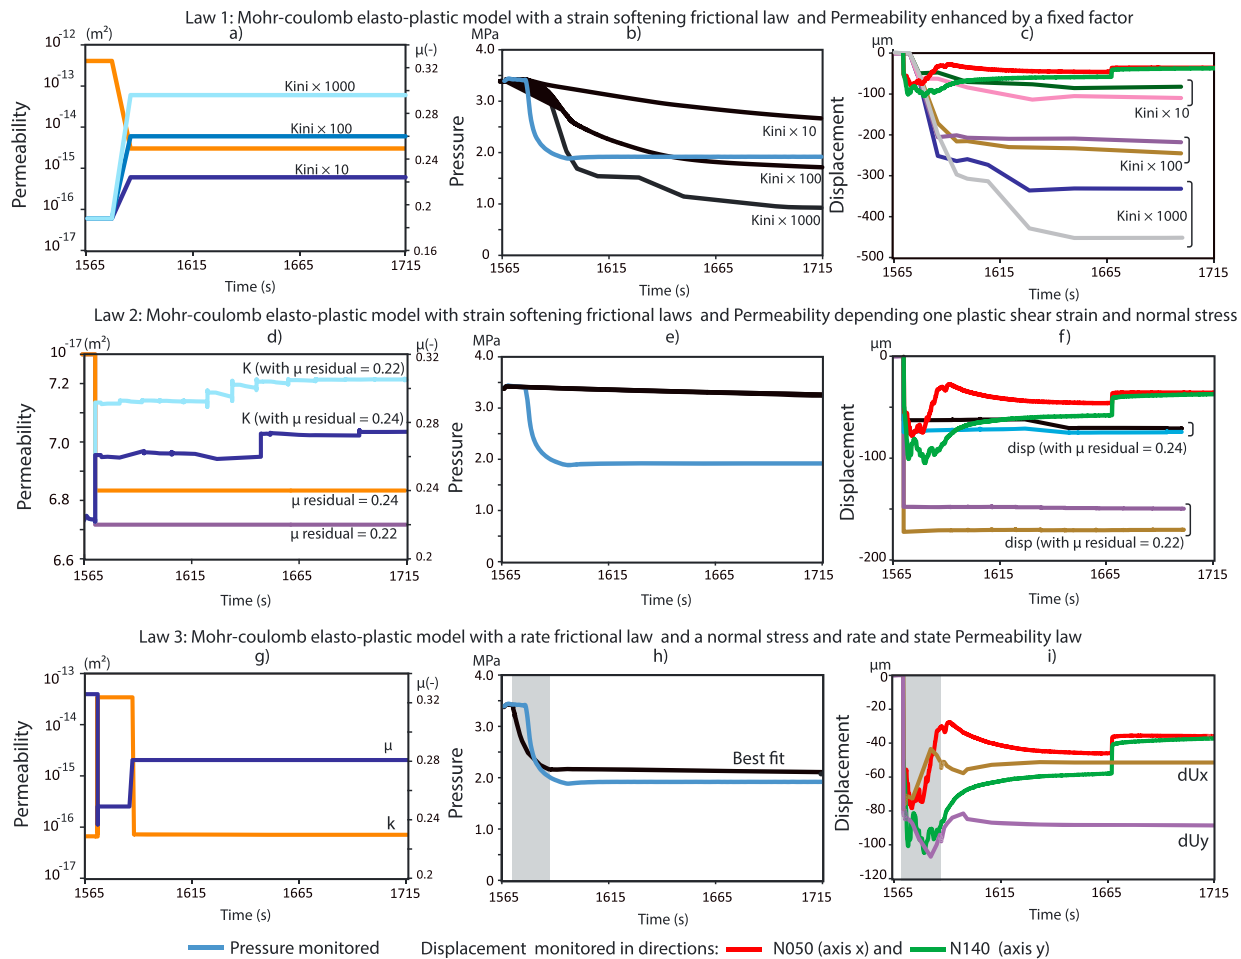 Law 1: Mohr-coulomb elasto-plastic model with a strain softening frictional law and Permeability enhanced by a fixed factor
a)
b)
c)
(m²)
μ(-)
MPa
μm
10⁻¹²
10⁻¹³
10⁻¹⁴
10⁻¹⁵
10⁻¹⁶
10⁻¹⁷
Permeability
0.32
0.28
0.24
0.2
0.16
Kini × 1000
Kini × 100
Kini × 10
1565
1615
1665
1715
Time (s)
4.0
3.0
2.0
1.0
0
Pressure
Kini × 10
Kini × 100
Kini × 1000
1565
1615
1665
1715
Time (s)
0
-100
-200
-300
-400
-500
Displacement
Kini × 10
Kini × 100
Kini × 1000
1565
1615
1665
1715
Time (s)
Law 2: Mohr-coulomb elasto-plastic model with strain softening frictional laws and Permeability depending one plastic shear strain and normal stress
d)
e)
f)
10⁻¹⁷(m²)
μ(-)
MPa
μm
7.2
7.0
6.8
6.6
Permeability
0.32
0.28
0.24
0.2
K (with μ residual = 0.22)
K (with μ residual = 0.24)
μ residual = 0.24
μ residual = 0.22
1565
1615
1665
1715
Time (s)
4.0
3.0
2.0
1.0
0
Pressure
1565
1615
1665
1715
Time (s)
0
-100
-200
Displacement
disp (with μ residual = 0.24)
disp (with μ residual = 0.22)
1565
1615
1665
1715
Time (s)
Law 3: Mohr-coulomb elasto-plastic model with a rate frictional law and a normal stress and rate and state Permeability law
g)
h)
i)
(m²)
μ(-)
MPa
μm
10⁻¹³
10⁻¹⁴
10⁻¹⁵
10⁻¹⁶
10⁻¹⁷
Permeability
0.32
0.28
0.24
0.2
μ
k
1565
1615
1665
1715
Time (s)
4.0
3.0
2.0
1.0
0
Pressure
Best fit
1565
1615
1665
1715
Time (s)
0
-40
-60
-80
-100
-120
Displacement
dUx
dUy
1565
1615
1665
1715
Time (s)
Pressure monitored
Displacement monitored in directions:
N050 (axis x) and
N140 (axis y)